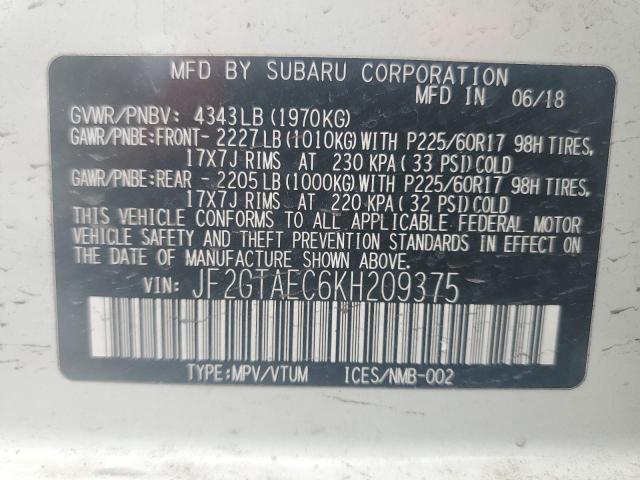 MFD BY SUBARU CORPORATION
MFD IN 06/18
GVWR/PNBV: 4343LB(1970KG)
GAWR/PNBE:FRONT- 2227LB(1010KG)WITH P225/60R17 98H TIRES,
17X7J RIMS AT 230 KPA(33 PSI)COLD
GAWR/PNBE:REAR - 2205LB(1000KG)WITH P225/60R17 98H TIRES,
17X7J RIMS AT 220 KPA(32 PSI)COLD
THIS VEHICLE CONFORMS TO ALL APPLICABLE FEDERAL MOTOR
VEHICLE SAFETY AND THEFT PREVENTION STANDARDS IN EFFECT ON
THE DATE OF MANUFACTURE SHOWN ABOVE.
VIN: JF2GTAEC6KH209375
TYPE:MPV/VTUM ICES/NMB-002